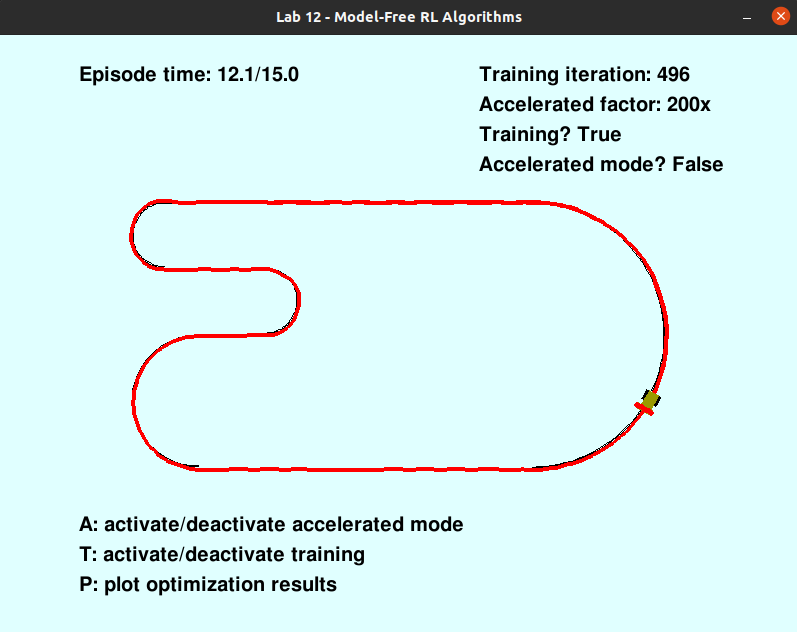 Lab 12 - Model-Free RL Algorithms
Episode time: 12.1/15.0
Training iteration: 496
Accelerated factor: 200x
Training? True
Accelerated mode? False
A: activate/deactivate accelerated mode
T: activate/deactivate training
P: plot optimization results